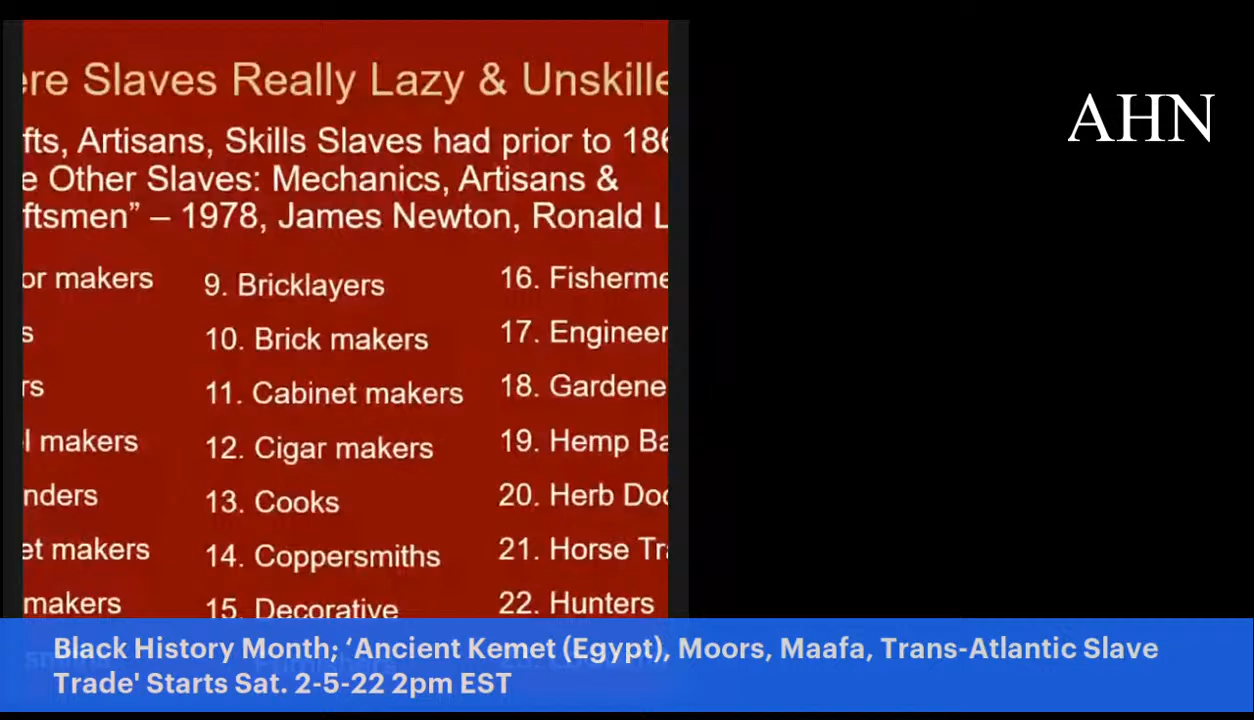 ere Slaves Really Lazy & Unskille
AHN
fts, Artisans, Skills Slaves had prior to 186
e Other Slaves: Mechanics, Artisans &
ftsmen” – 1978, James Newton, Ronald L
or makers
9. Bricklayers
16. Fisherme
s
10. Brick makers
17. Engineer
rs
11. Cabinet makers
18. Gardene
l makers
12. Cigar makers
19. Hemp Ba
nders
13. Cooks
20. Herb Doc
et makers
14. Coppersmiths
21. Horse Tra
makers
15. Decorative
22. Hunters
Black History Month; ‘Ancient Kemet (Egypt), Moors, Maafa, Trans-Atlantic Slave
Trade' Starts Sat. 2-5-22 2pm EST